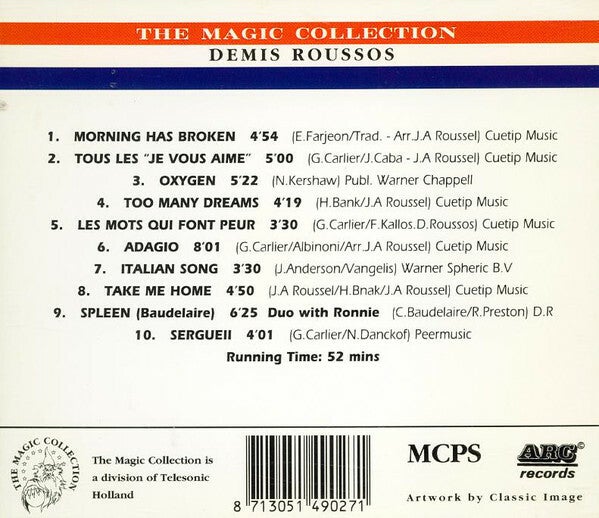 THE MAGIC COLLECTION
DEMIS ROUSSOS
1. MORNING HAS BROKEN 4'54 (E.Farjeon/Trad. - Arr.J.A Roussel) Cuetip Music
2. TOUS LES "JE VOUS AIME" 5'00 (G.Carlier/J.Caba - J.A Roussel) Cuetip Music
3. OXYGEN 5'22 (N.Kershaw) Publ. Warner Chappell
4. TOO MANY DREAMS 4'19 (H.Bank/J.A Roussel) Cuetip Music
5. LES MOTS QUI FONT PEUR 3'30 (G.Carlier/F.Kallos.D.Roussos) Cuetip Music
6. ADAGIO 8'01 (G.Carlier/Albinoni/Arr.J.A Roussel) Cuetip Music
7. ITALIAN SONG 3'30 (J.Anderson/Vangelis) Warner Spheric B.V
8. TAKE ME HOME 4'50 (J.A Roussel/H.Bnak/J.A Roussel) Cuetip Music
9. SPLEEN (Baudelaire) 6'25 Duo with Ronnie (C.Baudelaire/R.Preston) D.R
10. SERGUEII 4'01 (G.Carlier/N.Danckof) Peermusic
Running Time: 52 mins
THE MAGIC COLLECTION
The Magic Collection is
a division of Telesonic
Holland
8 713051 490271
MCPS
ARC©
records
Artwork by Classic Image